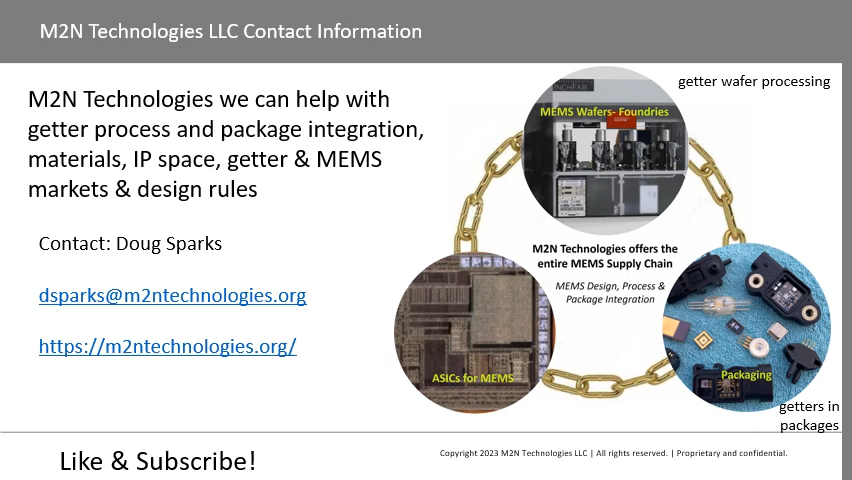 M2N Technologies LLC Contact Information
getter wafer processing
M2N Technologies we can help with
getter process and package integration,
materials, IP space, getter & MEMS
markets & design rules
MEMS Wafers- Foundries
Contact: Doug Sparks
M2N Technologies offers the
entire MEMS Supply Chain
MEMS Design, Process &
Package Integration
dsparks@m2ntechnologies.org
https://m2ntechnologies.org/
ASICs for MEMS
Packaging
getters in
packages
Copyright 2023 M2N Technologies LLC | All rights reserved. | Proprietary and confidential.
Like & Subscribe!